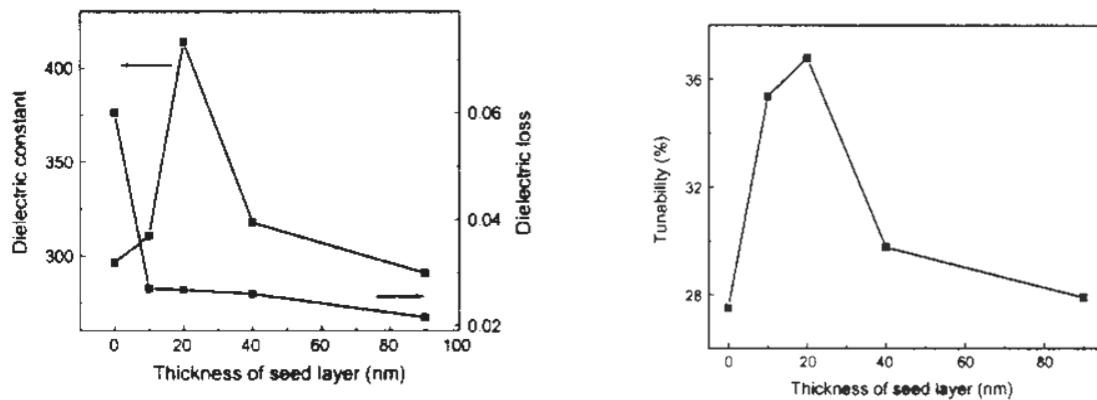 400
350
300
Dielectric constant
0.06
0.04
0.02
Dielectric loss
0 20 40 60 80 100
Thickness of seed layer (nm)
36
32
28
Tunability (%)
0 20 40 60 80
Thickness of seed layer (nm)